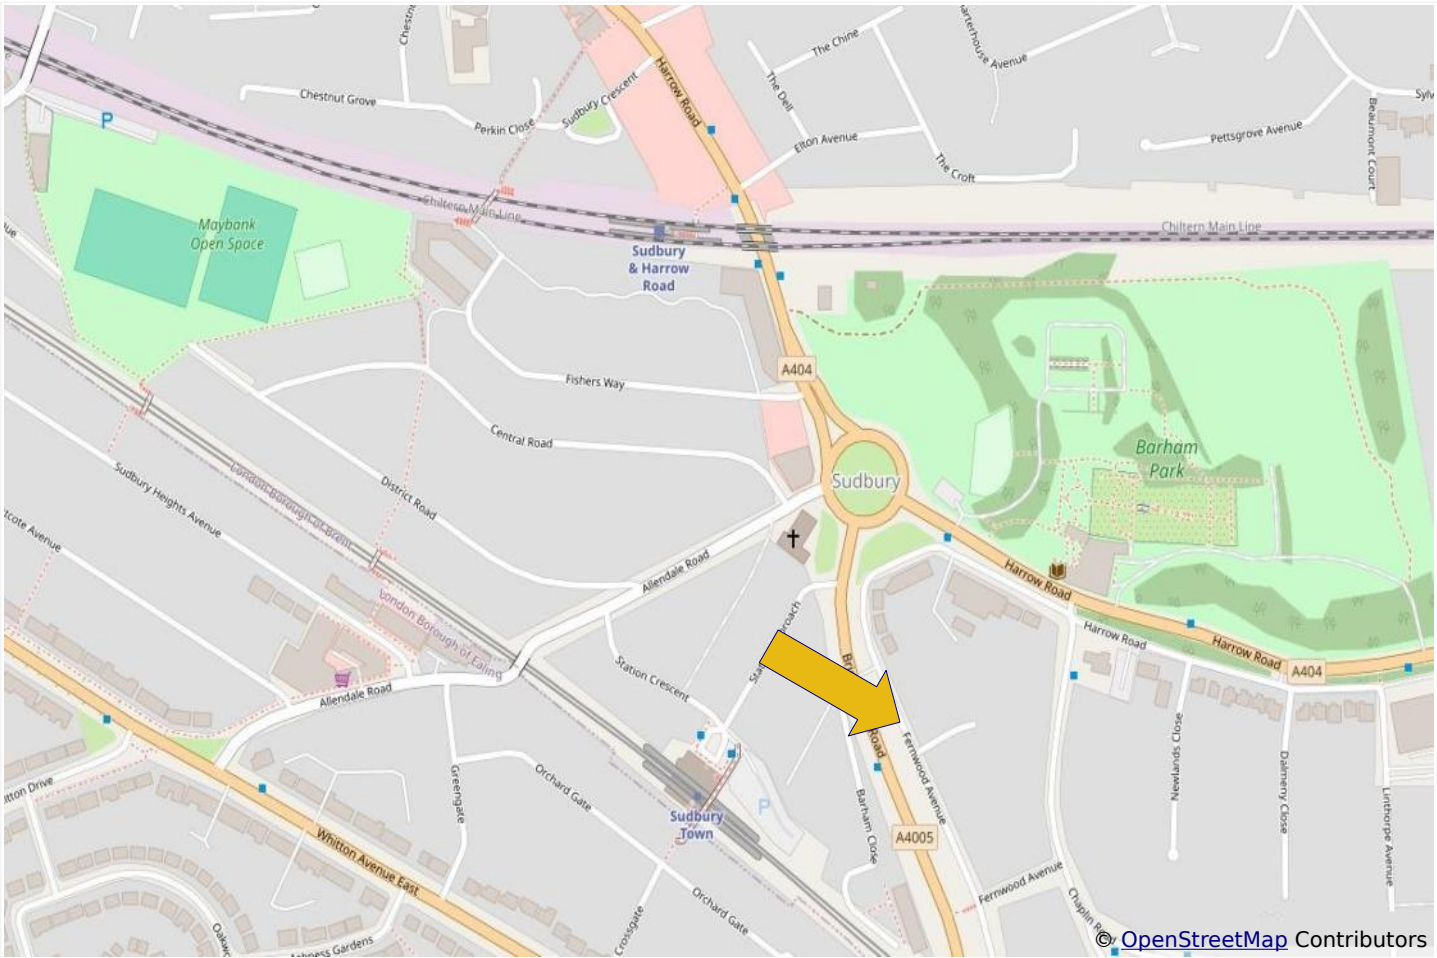 Chestnut Grove
Perkin Close
Sudbury Crescent
Harrow Road
The Chine
The Dell
Elton Avenue
The Croft
Pettsgrove Avenue
Beaumont Court
P
Maybank
Open Space
Chiltern Main Line
Chiltern Main Line
Sudbury
& Harrow
Road
A404
Fishers Way
Central Road
Sudbury
Barham
Park
District Road
London Borough of Brent
London Borough of Ealing
Sudbury Heights Avenue
Allendale Road
Allendale Road
Harrow Road
Harrow Road
Harrow Road
A404
Station Crescent
Road
Fernwood Avenue
Newlands Close
Dalmeny Close
Linthorpe Avenue
Greengate
Orchard Gate
Sudbury
Town
P
Barham Close
A4005
Whitton Avenue East
Orchard Gate
Crossgate
Fernwood Avenue
Chaplin Road
© OpenStreetMap Contributors